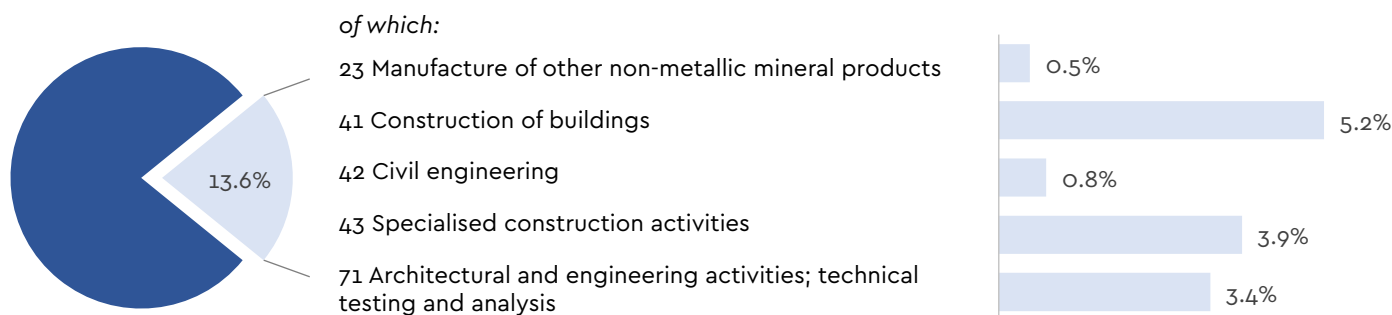 of which:
23 Manufacture of other non-metallic mineral products
0.5%
41 Construction of buildings
5.2%
13.6%
42 Civil engineering
0.8%
43 Specialised construction activities
3.9%
71 Architectural and engineering activities; technical
testing and analysis
3.4%